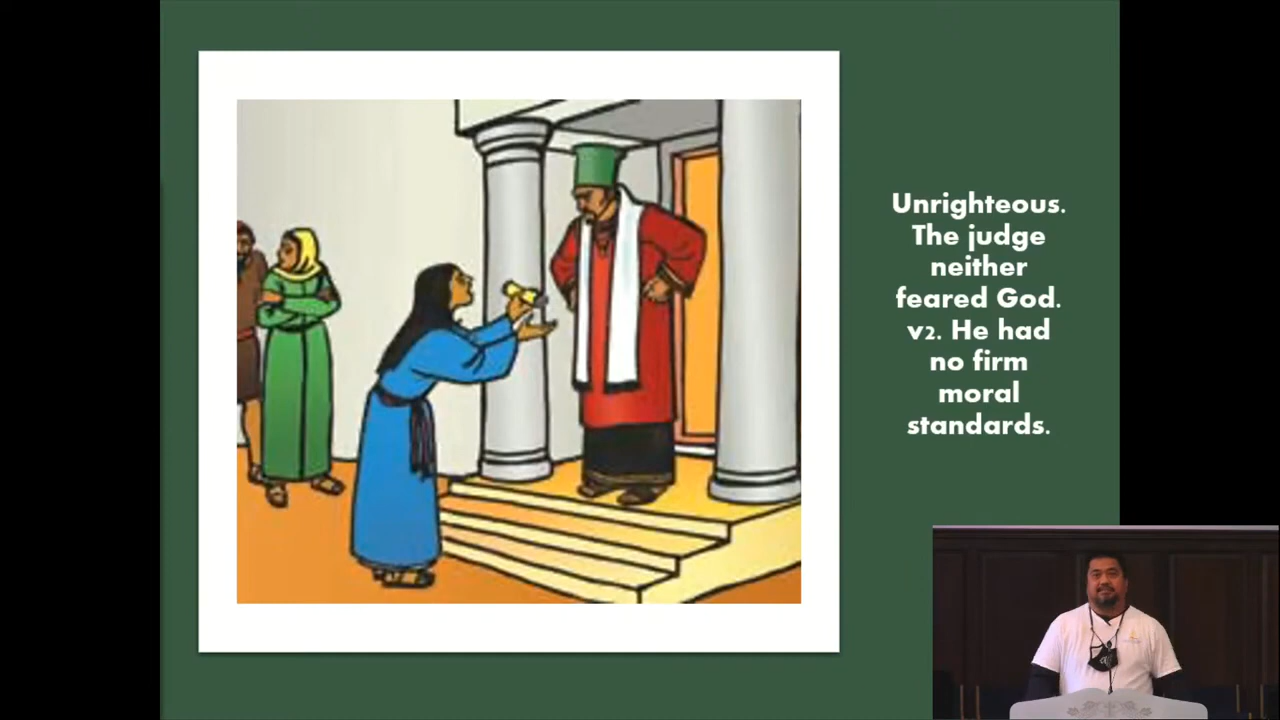 Unrighteous.
The judge
neither
feared God.
v2. He had
no firm
moral
standards.